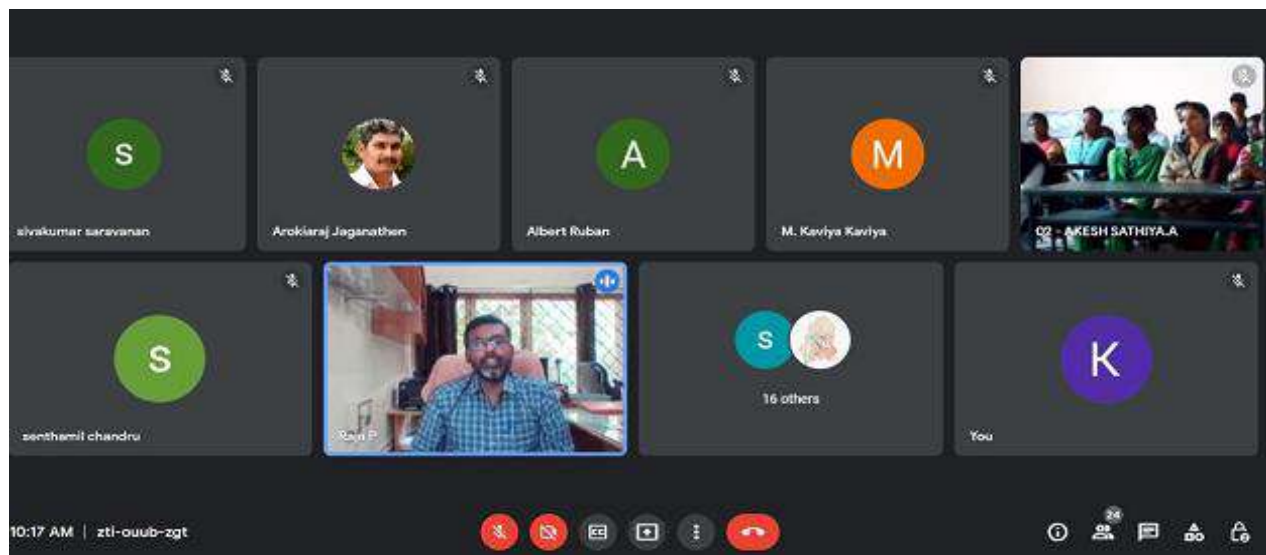 S
A
M
sivakumar saravanan
Arokiaraj Jaganathen
Albert Ruban
M. Kaviya Kaviya
02 - AKESH SATHIYA.A
S
S
K
16 others
senthamil chandru
Raja P
You
10:17 AM | zti-ouub-zgt
CC
24